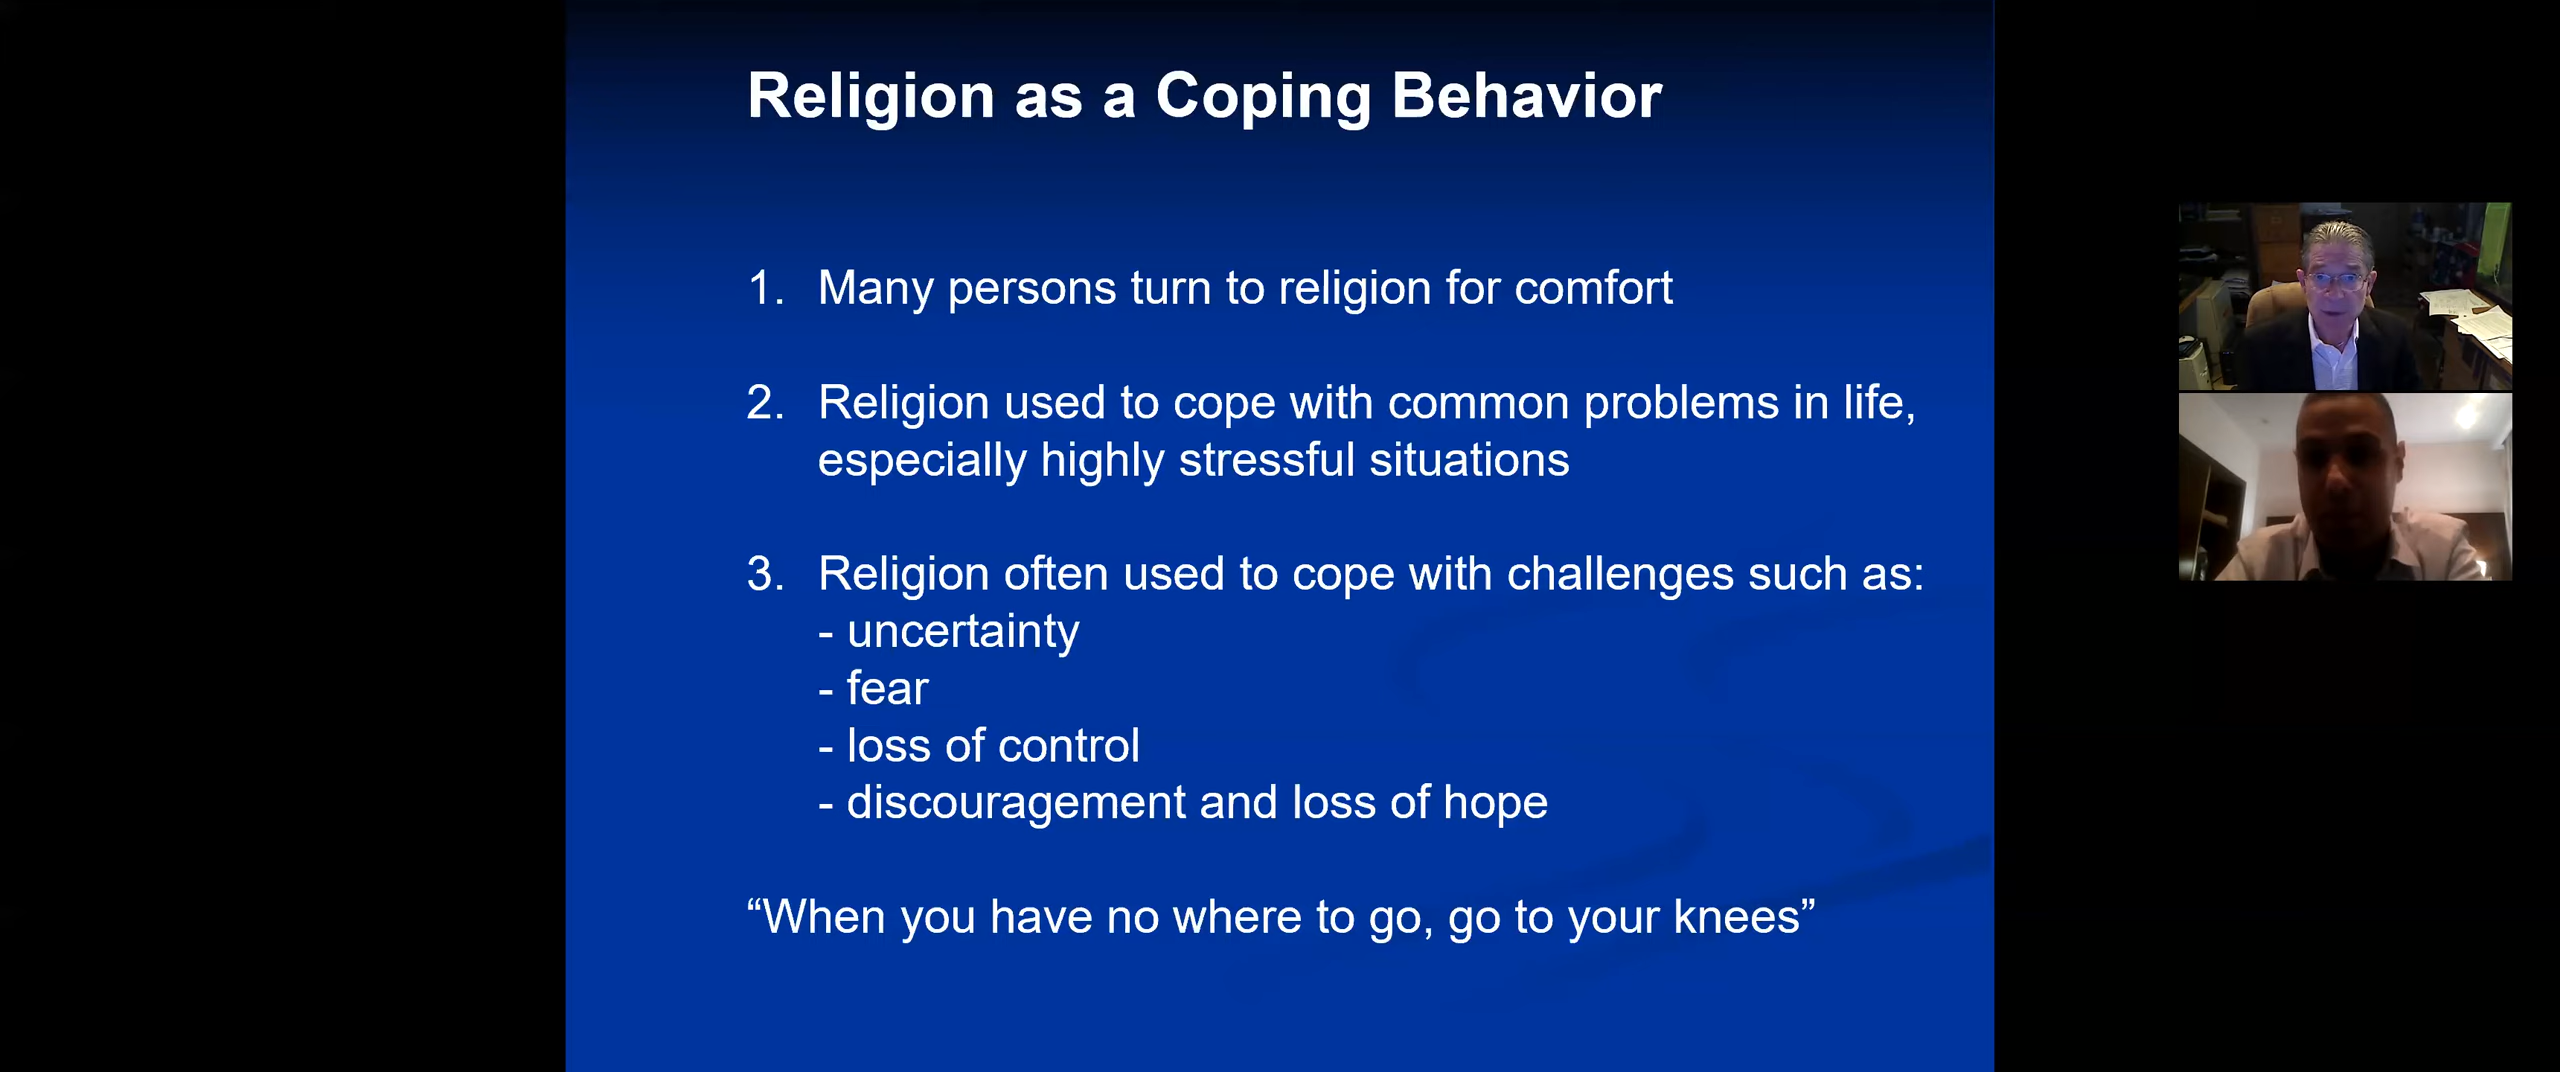 Religion as a Coping Behavior
1. Many persons turn to religion for comfort
2. Religion used to cope with common problems in life,
especially highly stressful situations
3. Religion often used to cope with challenges such as:
- uncertainty
- fear
- loss of control
- discouragement and loss of hope
“When you have no where to go, go to your knees”